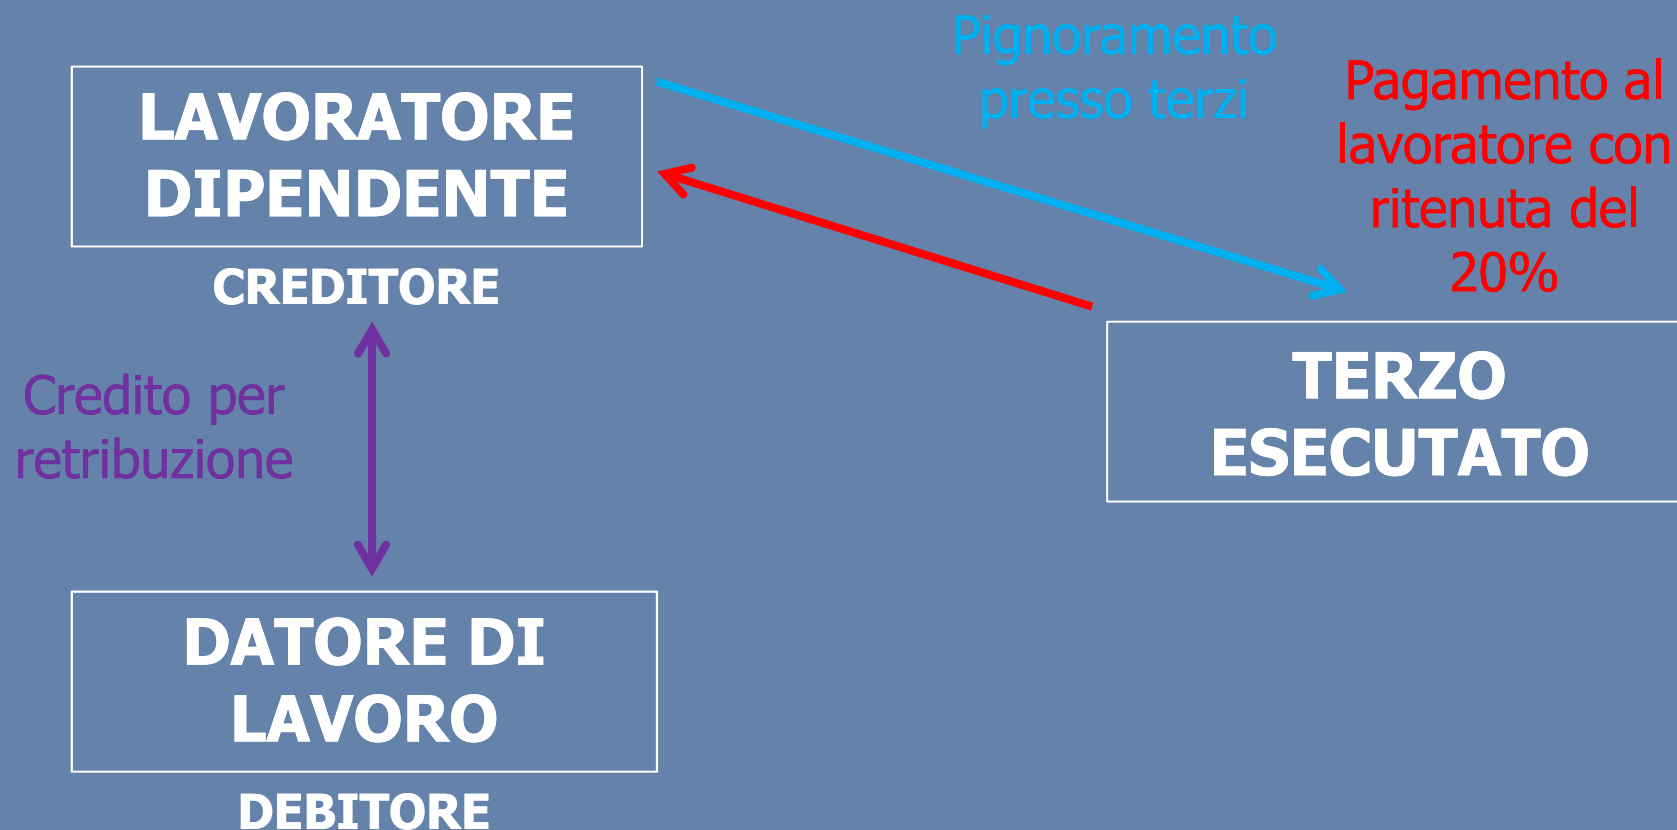 Pignoramento
presso terzi
Pagamento al
lavoratore con
ritenuta del
20%
LAVORATORE
DIPENDENTE
CREDITORE
Credito per
retribuzione
TERZO
ESECUTATO
DATORE DI
LAVORO
DEBITORE